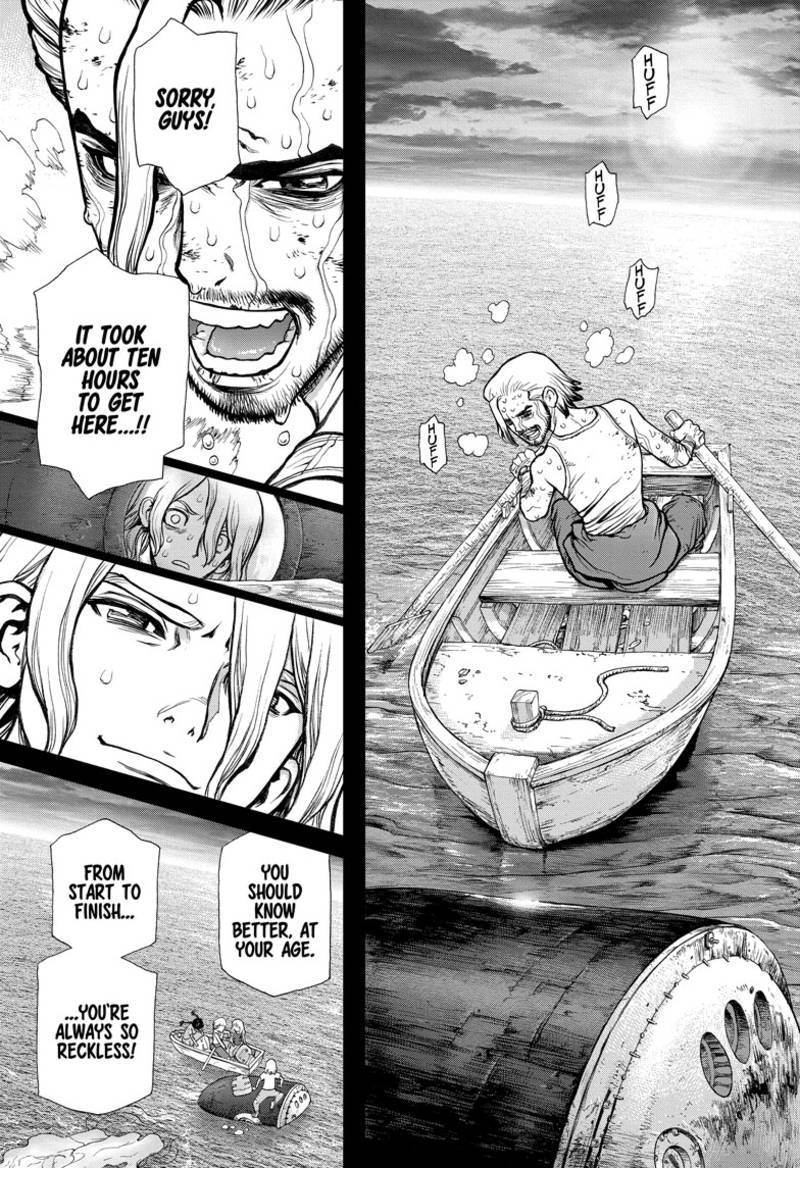 HUFF
HUFF
HUFF
HUFF
SORRY,
GUYS!
IT TOOK
ABOUT TEN
HOURS
TO GET
HERE...!!
YOU
SHOULD
KNOW
BETTER, AT
YOUR AGE.
FROM
START TO
FINISH...
...YOU'RE
ALWAYS SO
RECKLESS!